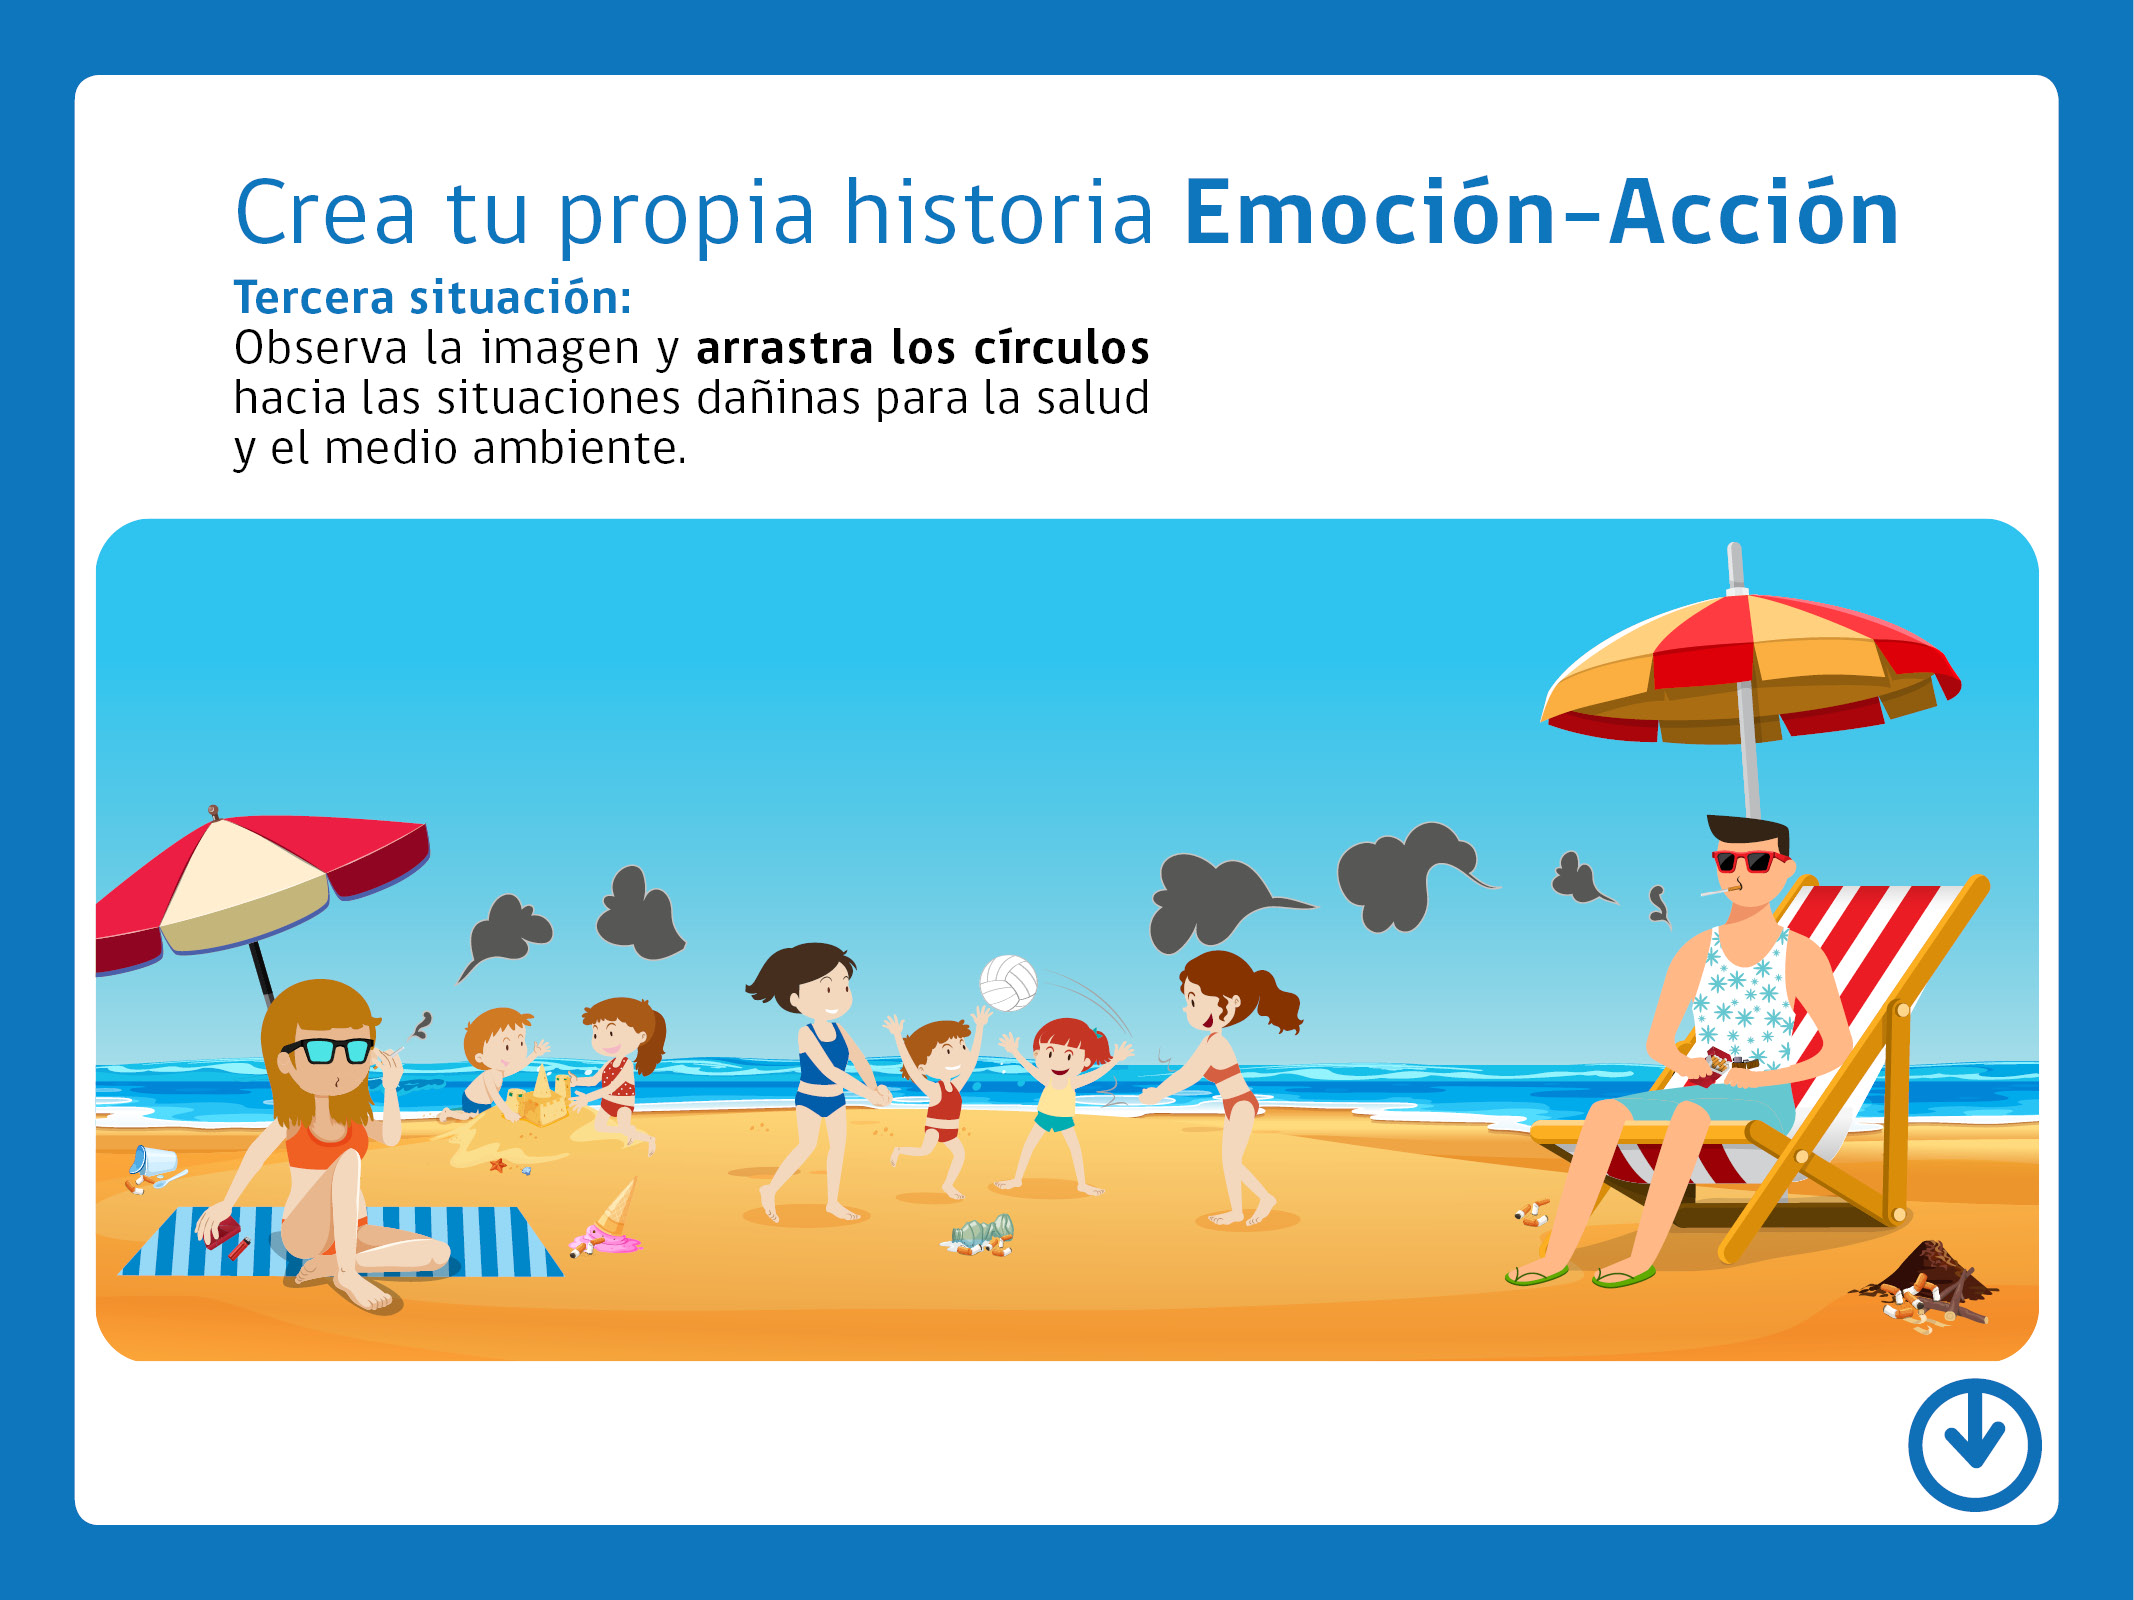 Crea tu propia historia Emoción-Acción
Tercera situación:
Observa la imagen y arrastra los círculos
hacia las situaciones dañinas para la salud
y el medio ambiente.